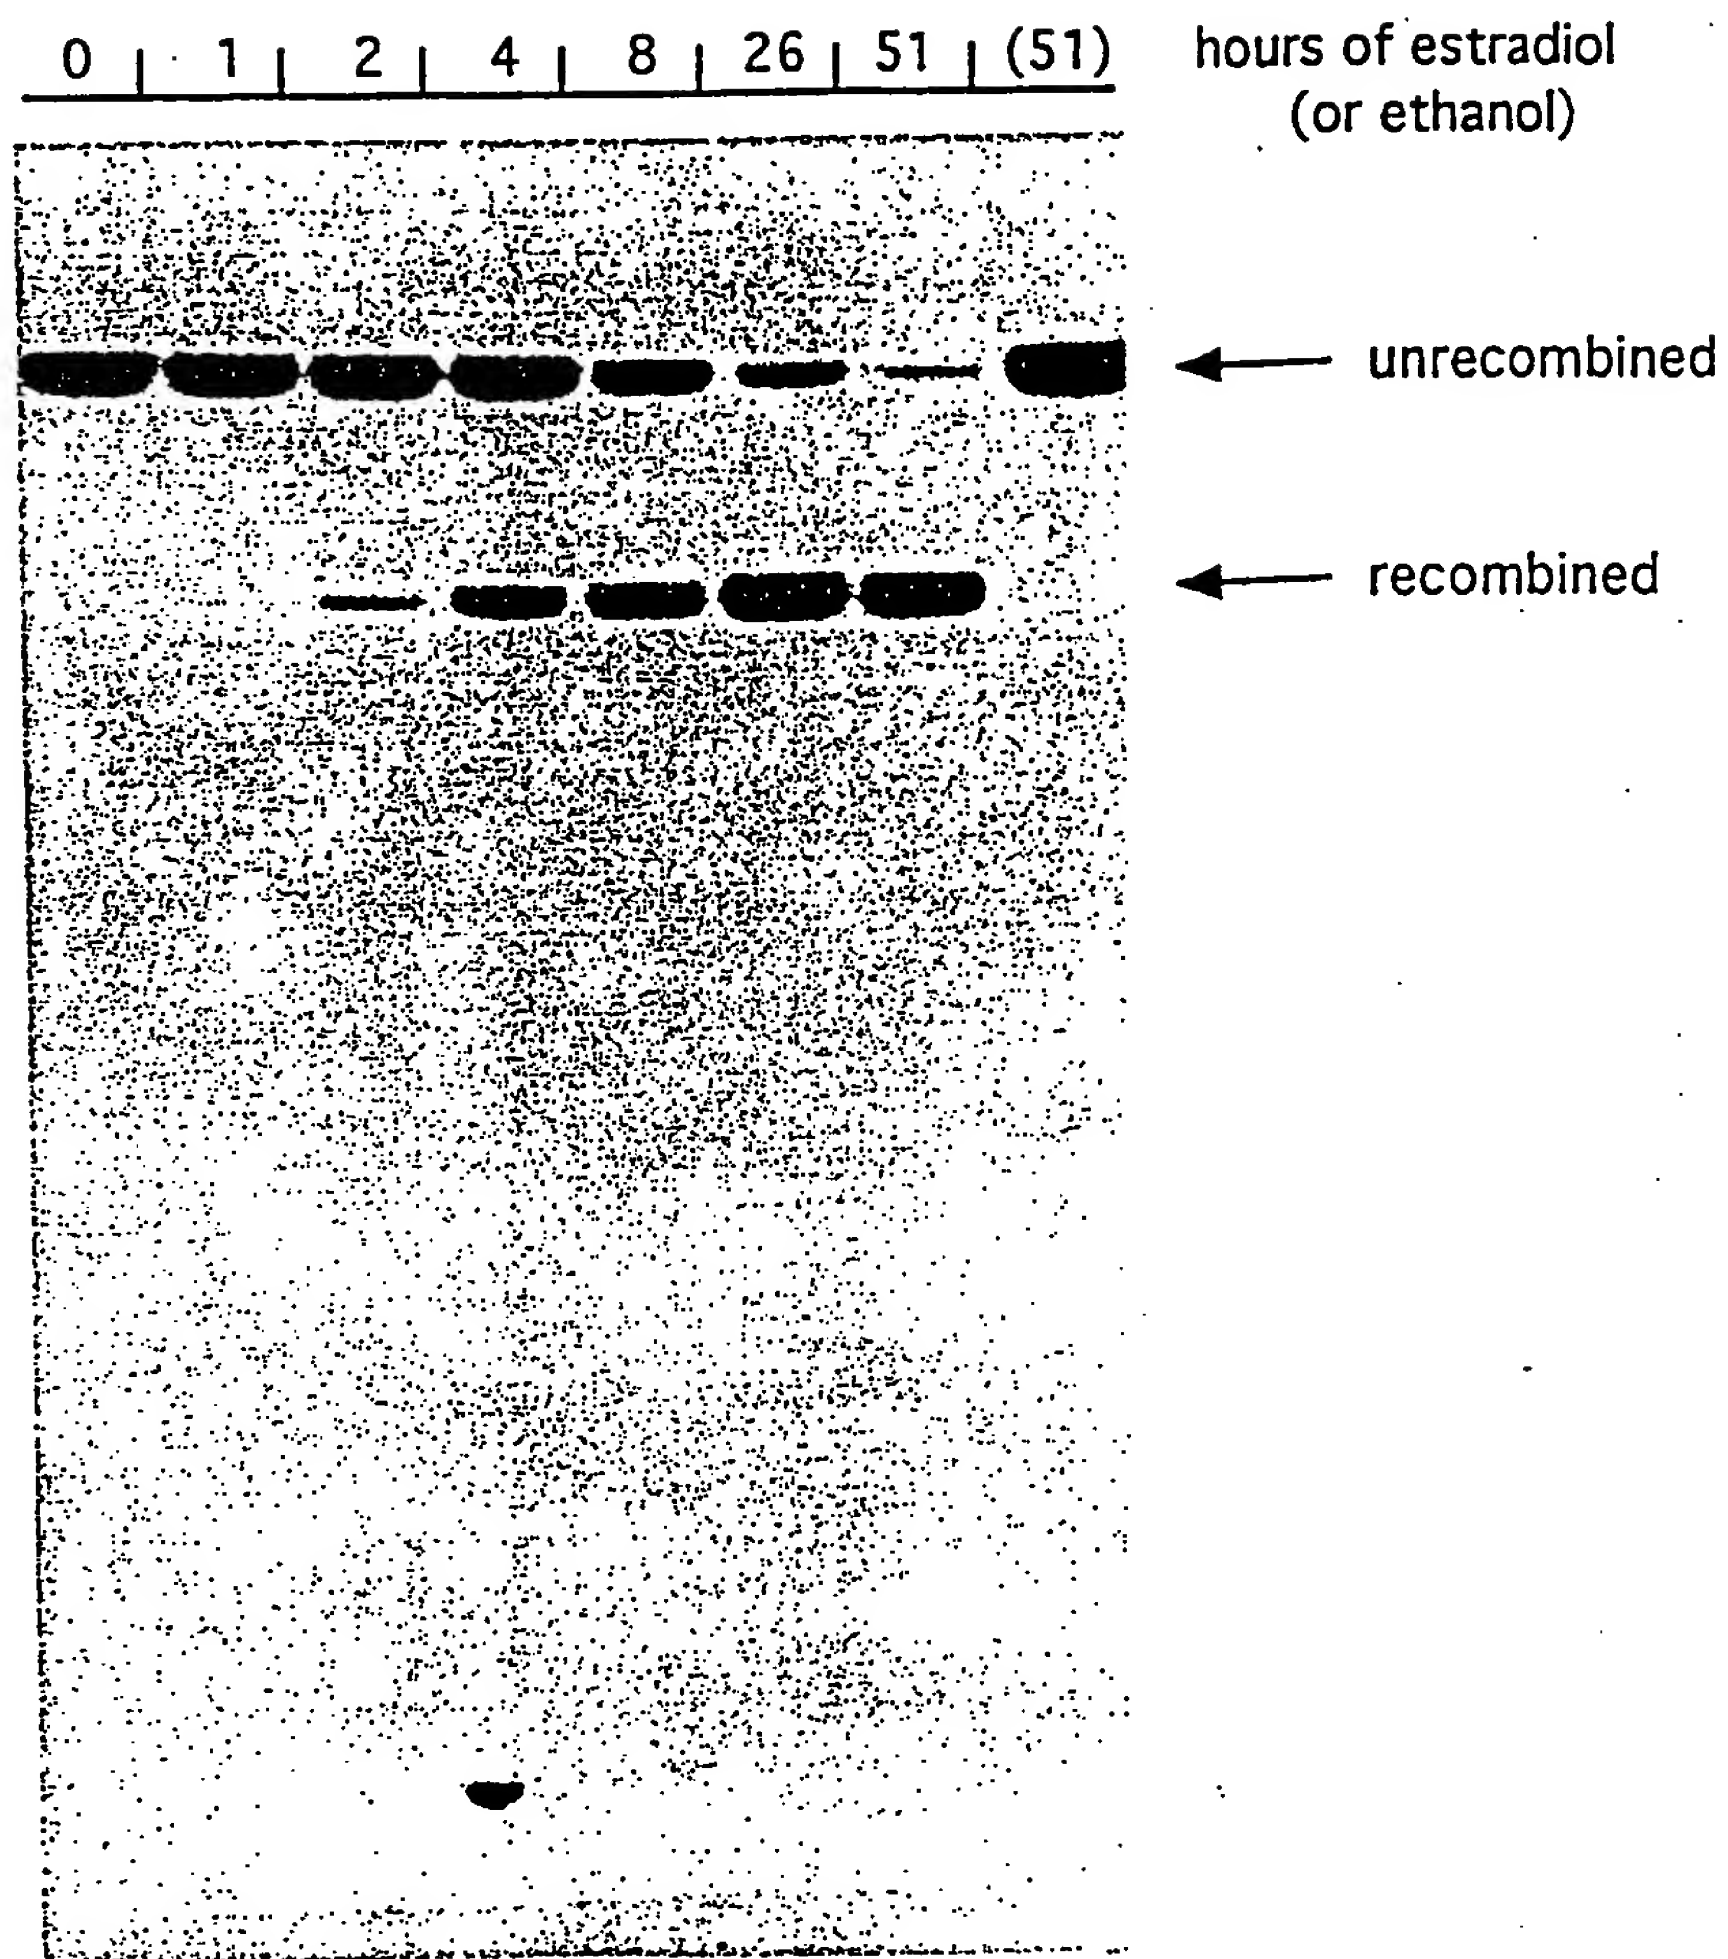 0 | 1 | 2 | 4 | 8 | 26 | 51 | (51) hours of estradiol
(or ethanol)
unrecombined
recombined